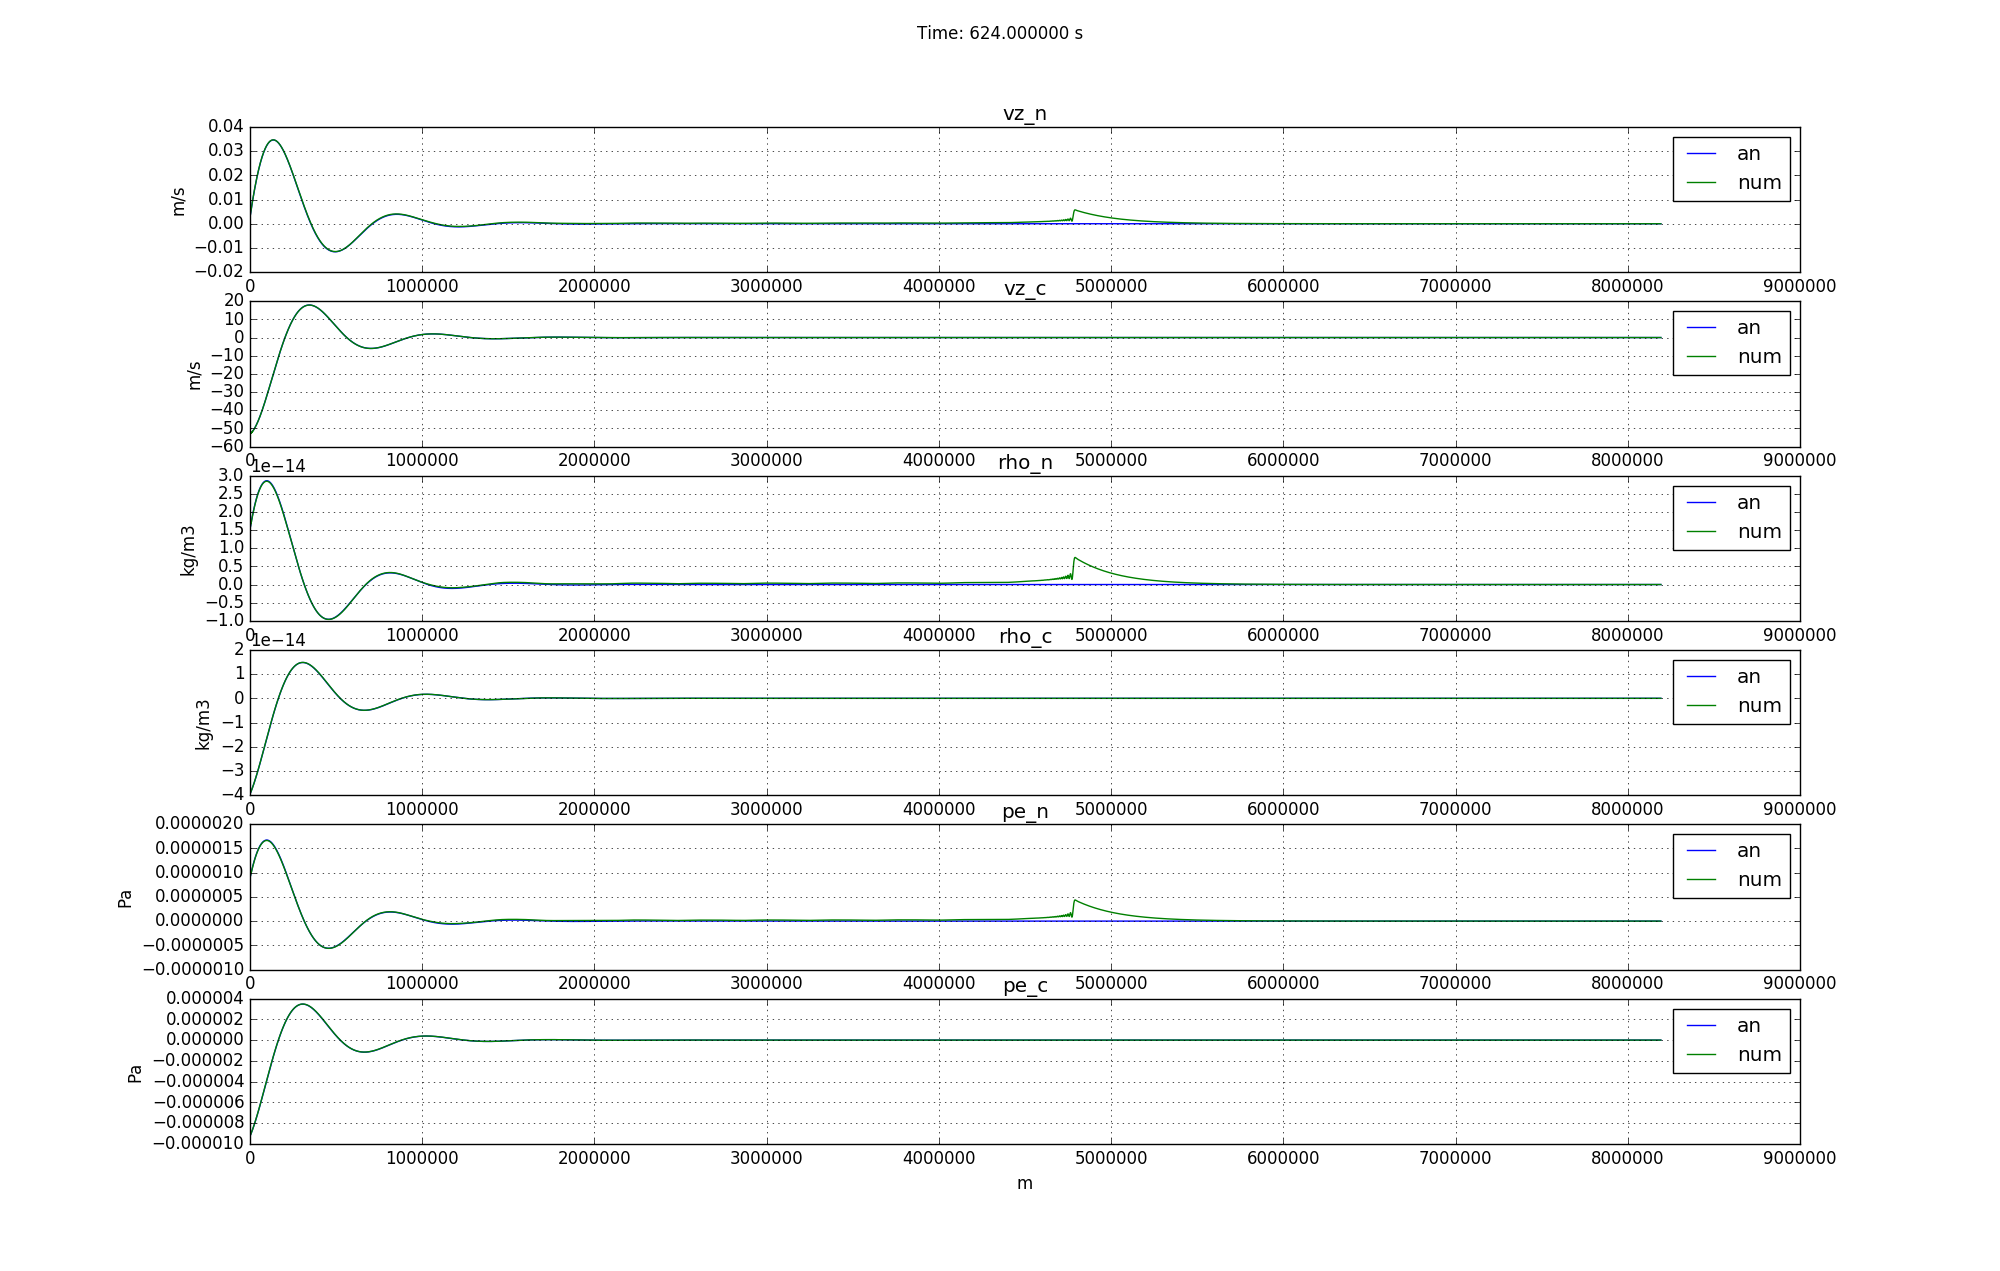 Time: 624.000000 s
vz_n
0.04
0.03
0.02
0.01
0.00
−0.01
−0.02
m/s
an
num
0 1000000 2000000 3000000 4000000 5000000 6000000 7000000 8000000 9000000
vz_c
20
10
0
−10
−20
−30
−40
−50
−60
m/s
an
num
0 1000000 2000000 3000000 4000000 5000000 6000000 7000000 8000000 9000000
1e−14
rho_n
3.0
2.5
2.0
1.5
1.0
0.5
0.0
−0.5
−1.0
kg/m3
an
num
0 1000000 2000000 3000000 4000000 5000000 6000000 7000000 8000000 9000000
1e−14
rho_c
2
1
0
−1
−2
−3
−4
kg/m3
an
num
0 1000000 2000000 3000000 4000000 5000000 6000000 7000000 8000000 9000000
pe_n
0.0000020
0.0000015
0.0000010
0.0000005
0.0000000
−0.0000005
−0.0000010
Pa
an
num
0 1000000 2000000 3000000 4000000 5000000 6000000 7000000 8000000 9000000
pe_c
0.000004
0.000002
0.000000
−0.000002
−0.000004
−0.000006
−0.000008
−0.000010
Pa
an
num
0 1000000 2000000 3000000 4000000 5000000 6000000 7000000 8000000 9000000
m